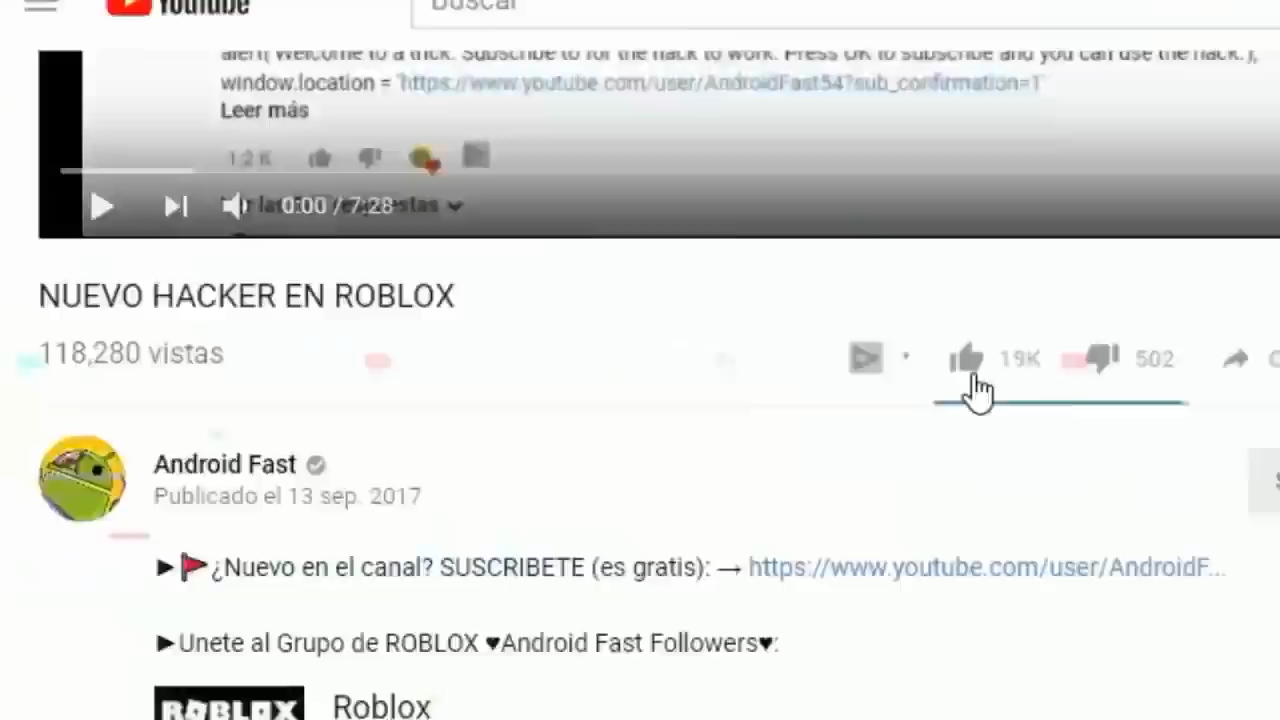 YouTube
Buscar
alert( Welcome to a trick. Subscribe to for the hack to work. Press OK to subscribe and you can use the hack.');
window.location = 'https://www.youtube.com/user/AndroidFast54?sub_confirmation=1'
Leer más
1.2 K
0:00 / 7:28
NUEVO HACKER EN ROBLOX
118,280 vistas
19K 502
Android Fast
Publicado el 13 sep. 2017
►🚩¿Nuevo en el canal? SUSCRIBETE (es gratis): → https://www.youtube.com/user/AndroidF...
►Unete al Grupo de ROBLOX ♥Android Fast Followers♥:
ROBLOX Roblox